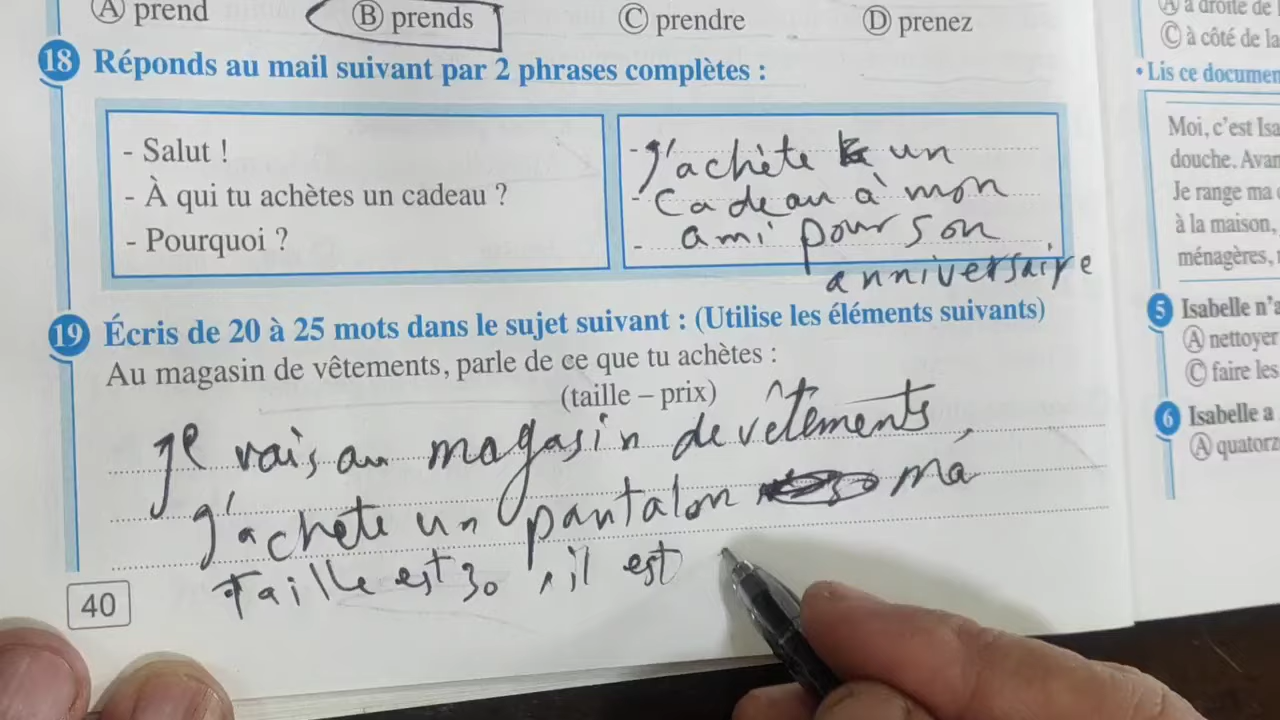 Ⓐ prend Ⓑ prends Ⓒ prendre Ⓓ prenez
18 Réponds au mail suivant par 2 phrases complètes :
- Salut !
- À qui tu achètes un cadeau ?
- Pourquoi ?
- J'achète un
- cadeau à mon
- ami pour son
anniversaire
19 Écris de 20 à 25 mots dans le sujet suivant : (Utilise les éléments suivants)
Au magasin de vêtements, parle de ce que tu achètes :
(taille – prix)
Je vais au magasin de vêtements,
j'achete un pantalon ma
taille est 30, il est
40
Ⓐ à droite de
Ⓒ à côté de la
• Lis ce documen
Moi, c'est Isa
douche. Avan
Je range ma
à la maison,
ménagères,
5 Isabelle n'a
Ⓐ nettoyer
Ⓒ faire les
6 Isabelle a
Ⓐ quatorz